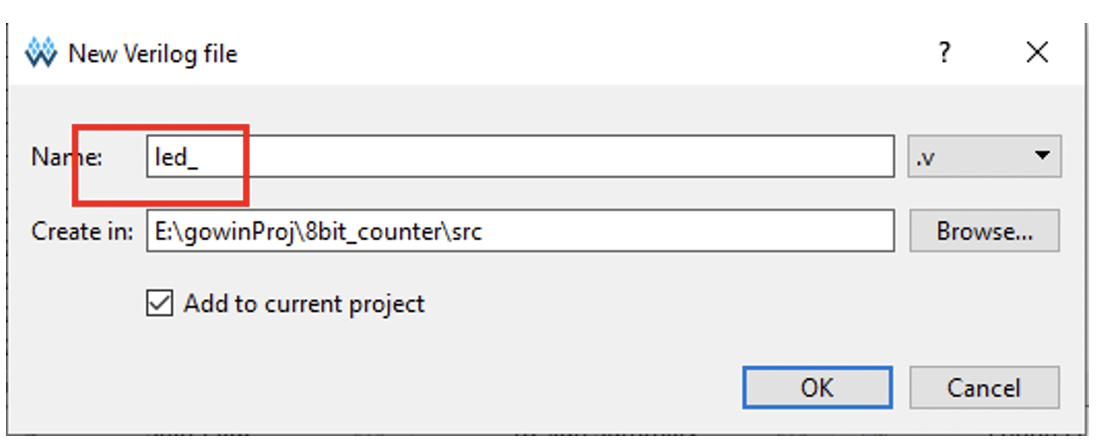 New Verilog file ?
Name: led_ .v
Create in: E:\gowinProj\8bit_counter\src Browse...
Add to current project
OK Cancel